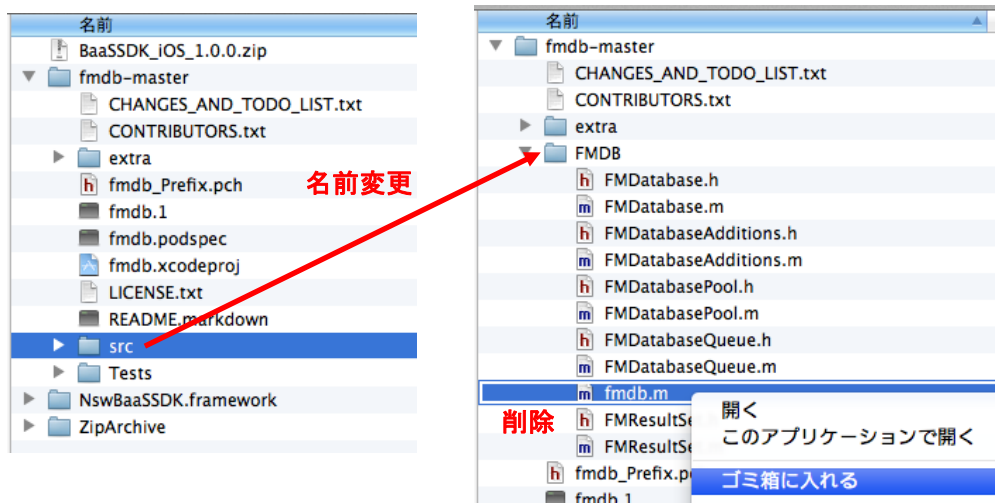 名前
BaaSSDK_iOS_1.0.0.zip
fmdb-master
CHANGES_AND_TODO_LIST.txt
CONTRIBUTORS.txt
extra
fmdb_Prefix.pch
fmdb.1
fmdb.podspec
fmdb.xcodeproj
LICENSE.txt
README.markdown
src
Tests
NswBaaSSDK.framework
ZipArchive
名前変更
名前
fmdb-master
CHANGES_AND_TODO_LIST.txt
CONTRIBUTORS.txt
extra
FMDB
FMDatabase.h
FMDatabase.m
FMDatabaseAdditions.h
FMDatabaseAdditions.m
FMDatabasePool.h
FMDatabasePool.m
FMDatabaseQueue.h
FMDatabaseQueue.m
fmdb.m
FMResultSe
FMResultSe
fmdb_Prefix.p
fmdb.1
削除
開く
このアプリケーションで開く
ゴミ箱に入れる